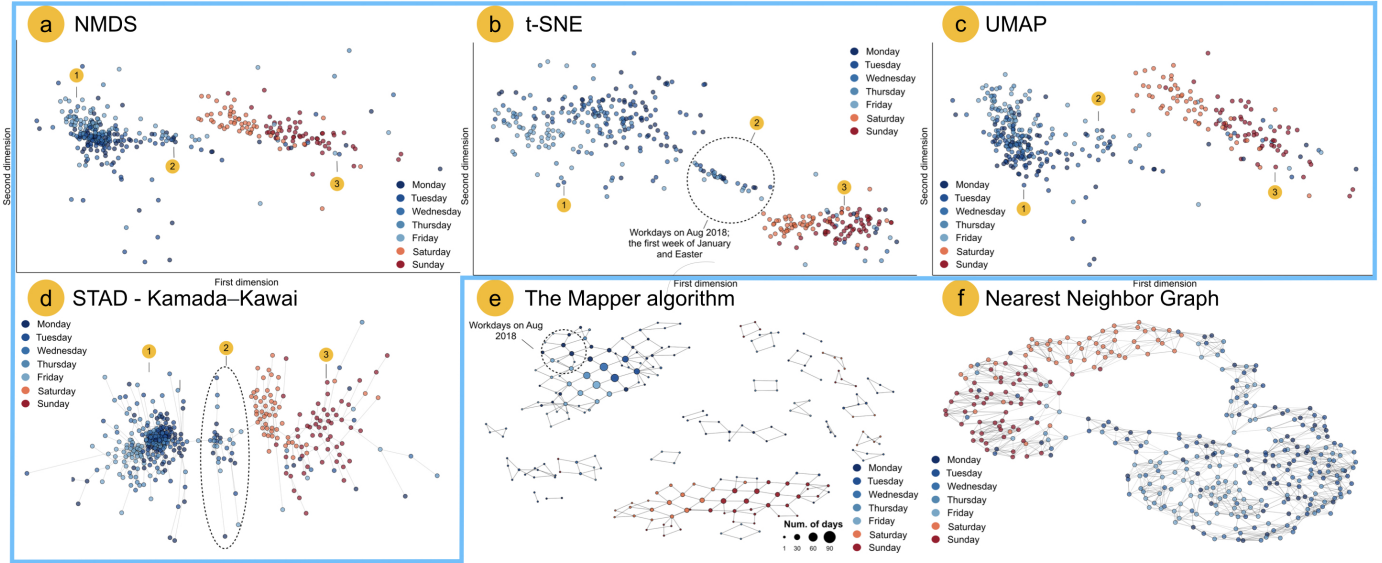 a NMDS
1
2
3
Second dimension
First dimension
Monday
Tuesday
Wednesday
Thursday
Friday
Saturday
Sunday
b t-SNE
Monday
Tuesday
Wednesday
Thursday
Friday
Saturday
Sunday
2
3
1
Workdays on Aug 2018;
the first week of January
and Easter
Second dimension
First dimension
c UMAP
2
3
1
Monday
Tuesday
Wednesday
Thursday
Friday
Saturday
Sunday
Second dimension
First dimension
d STAD - Kamada–Kawai
Monday
Tuesday
Wednesday
Thursday
Friday
Saturday
Sunday
1
2
3
e The Mapper algorithm
Workdays on Aug
2018
Num. of days
1 30 60 90
Monday
Tuesday
Wednesday
Thursday
Friday
Saturday
Sunday
f Nearest Neighbor Graph
Monday
Tuesday
Wednesday
Thursday
Friday
Saturday
Sunday